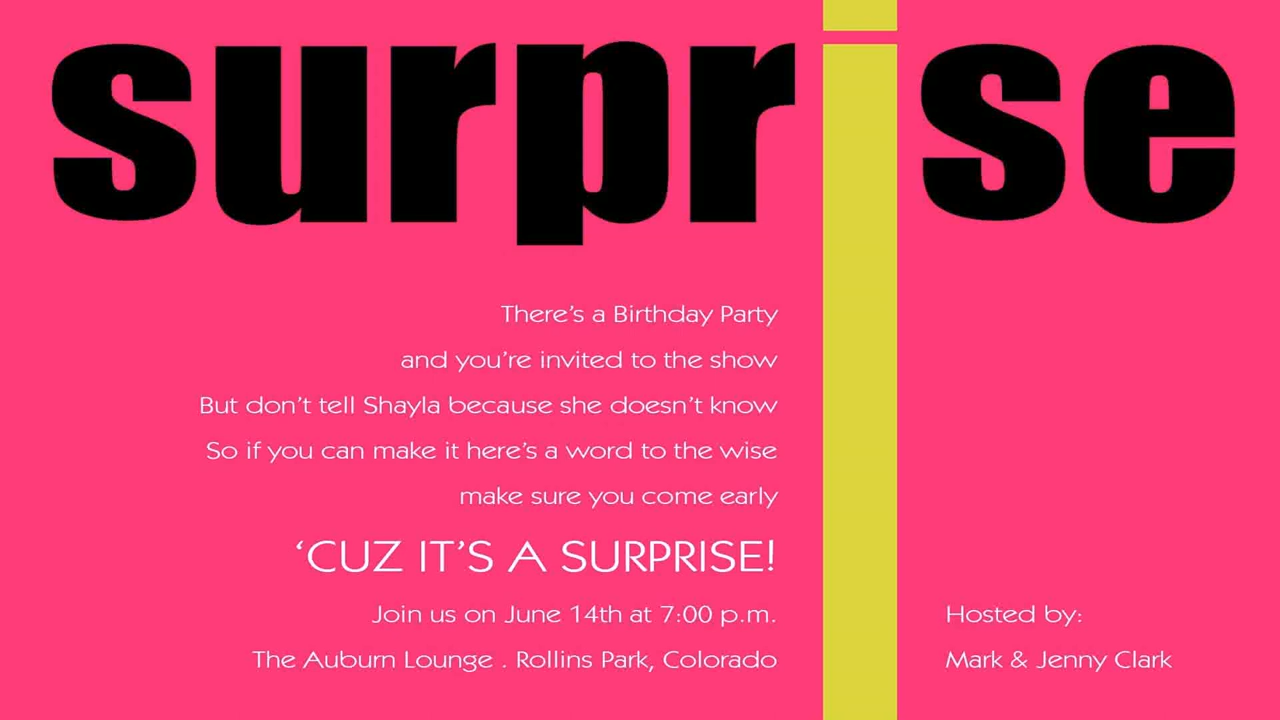 surprise
There's a Birthday Party
and you're invited to the show
But don't tell Shayla because she doesn't know
So if you can make it here's a word to the wise
make sure you come early
‘CUZ IT’S A SURPRISE!
Join us on June 14th at 7:00 p.m.
The Auburn Lounge . Rollins Park, Colorado
Hosted by:
Mark & Jenny Clark